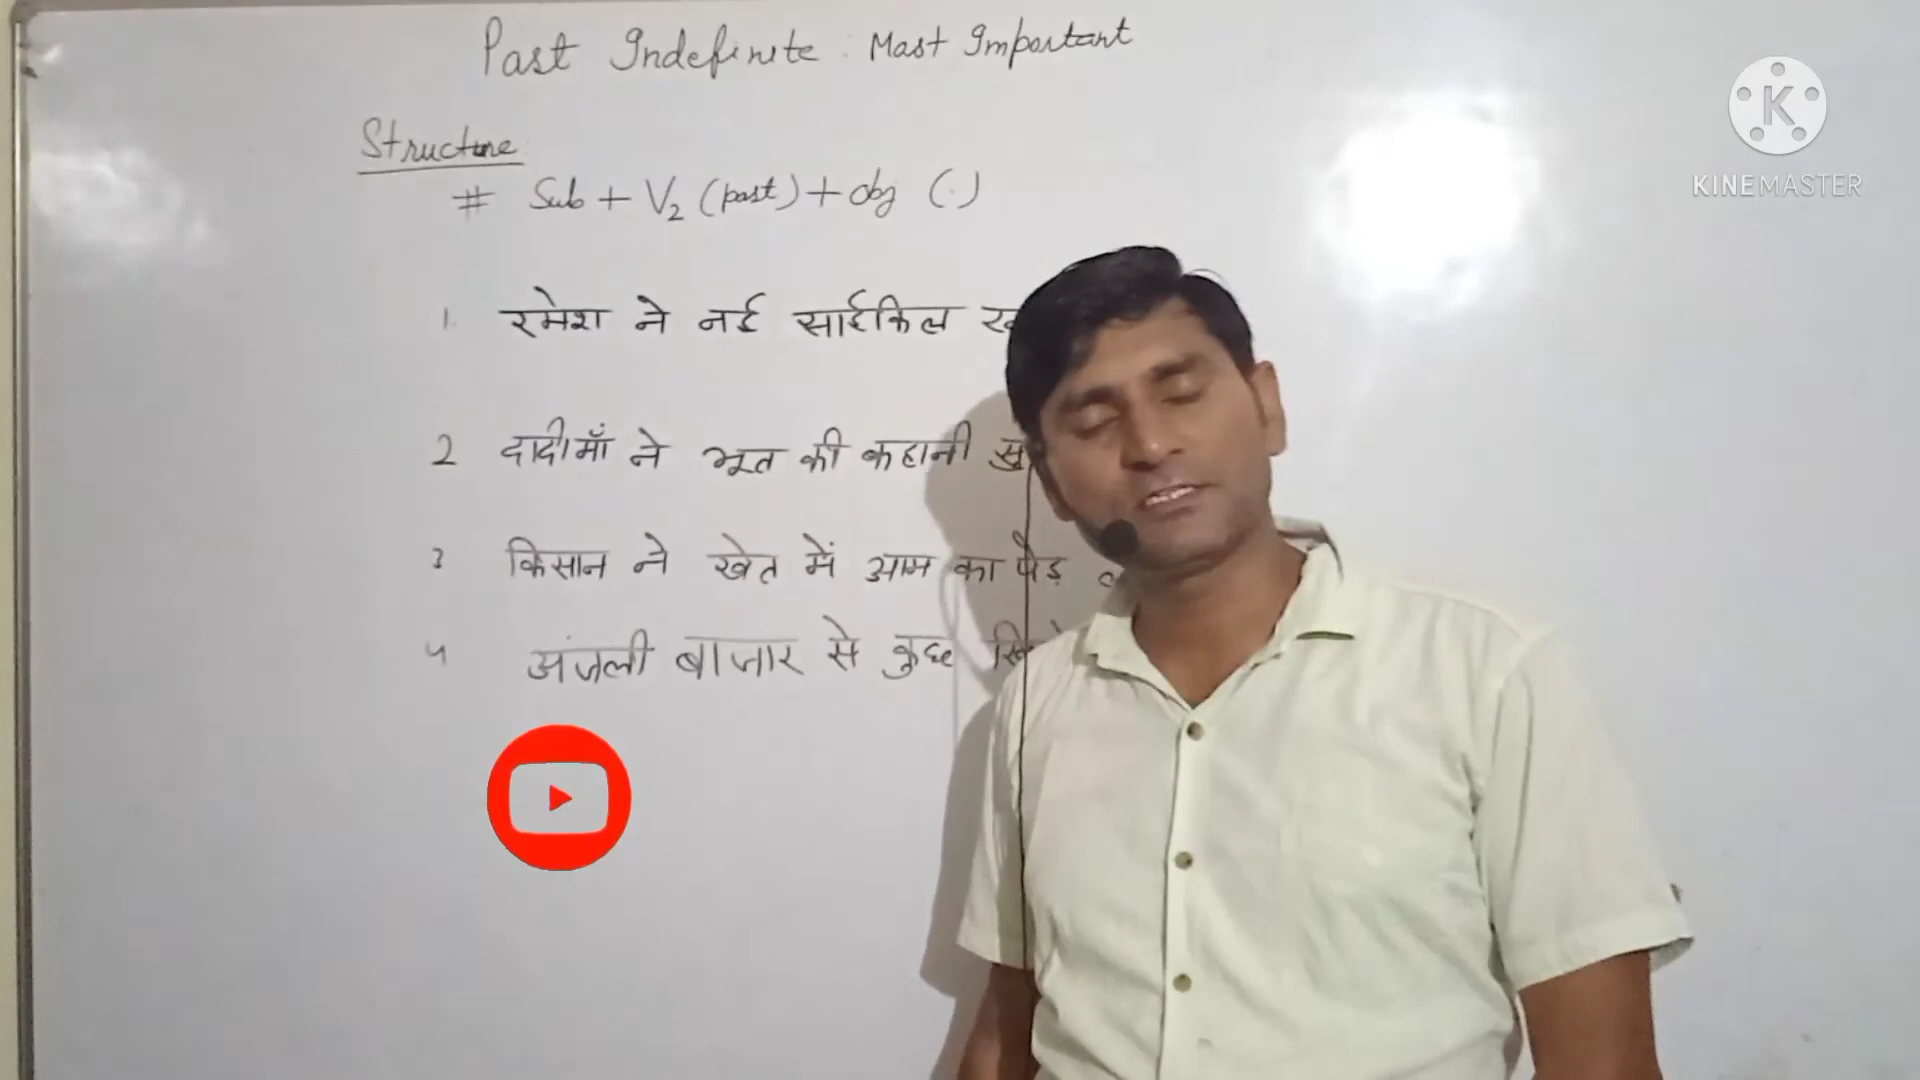 Past Indefinite : Mast Important
KINEMASTER
Structure
# Sub + V₂ (past) + obj (.)
1. रमेश ने नई साईकिल
2 दादी माँ ने भूत की कहानी
3 किसान ने खेत में आम का पेड़
4 अंजली बाजार से कुछ